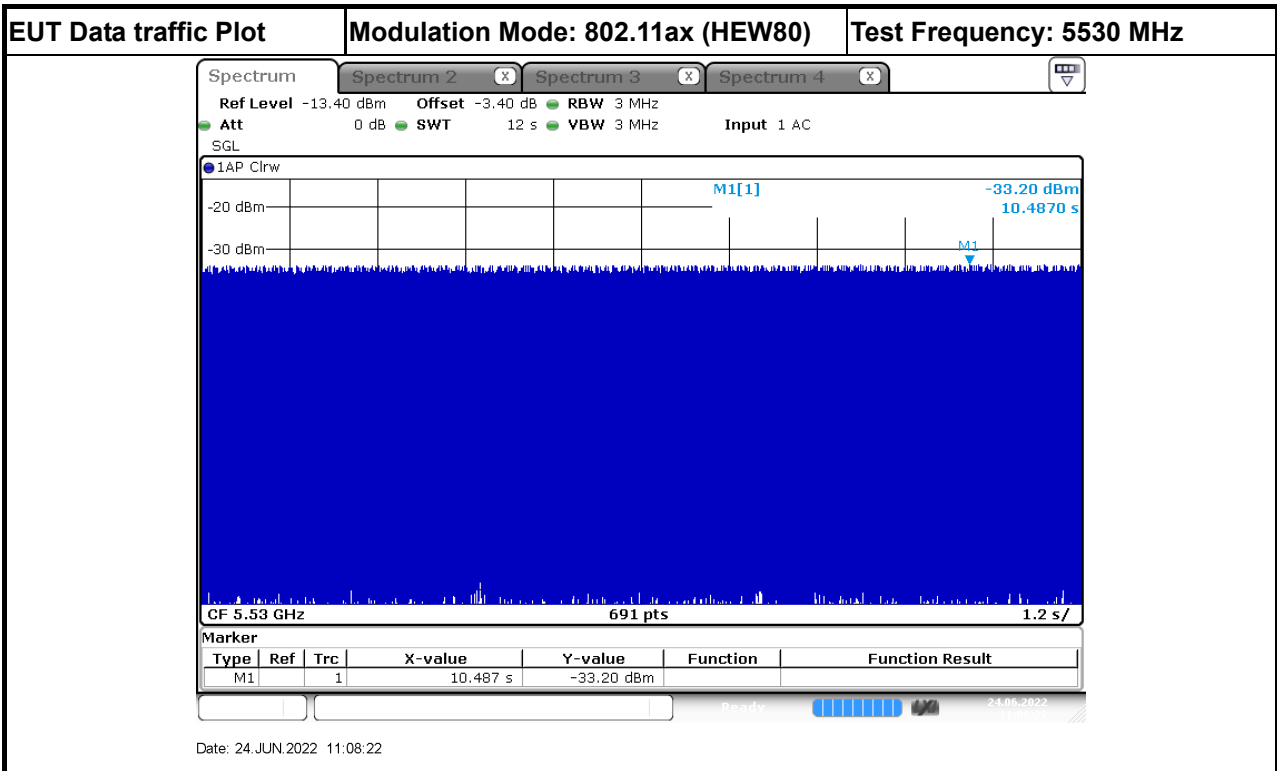 EUT Data traffic Plot Modulation Mode: 802.11ax (HEW80) Test Frequency: 5530 MHz
Spectrum Spectrum 2 X Spectrum 3 X Spectrum 4 X
Ref Level -13.40 dBm Offset -3.40 dB RBW 3 MHz
Att 0 dB SWT 12 s VBW 3 MHz Input 1 AC
SGL
1AP Clrw
M1[1] -33.20 dBm
10.4870 s
-20 dBm
-30 dBm
M1
CF 5.53 GHz 691 pts 1.2 s/
Marker
Type Ref Trc X-value Y-value Function Function Result
M1 1 10.487 s -33.20 dBm
Ready 24.06.2022
Date: 24.JUN.2022 11:08:22